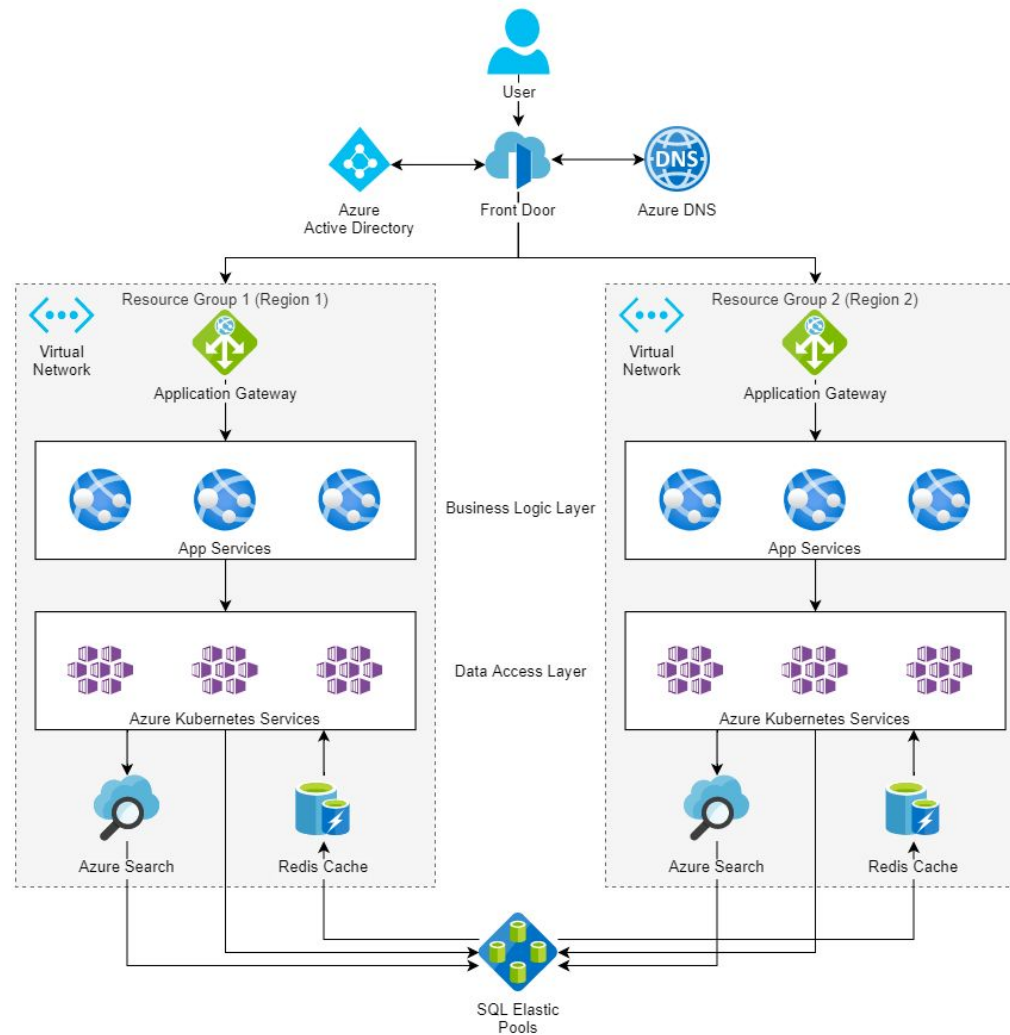 User
DNS
Azure
Active Directory
Front Door
Azure DNS
Resource Group 1 (Region 1)
Virtual
Network
Application Gateway
App Services
Azure Kubernetes Services
Azure Search
Redis Cache
Business Logic Layer
Data Access Layer
Resource Group 2 (Region 2)
Virtual
Network
Application Gateway
App Services
Azure Kubernetes Services
Azure Search
Redis Cache
SQL Elastic
Pools